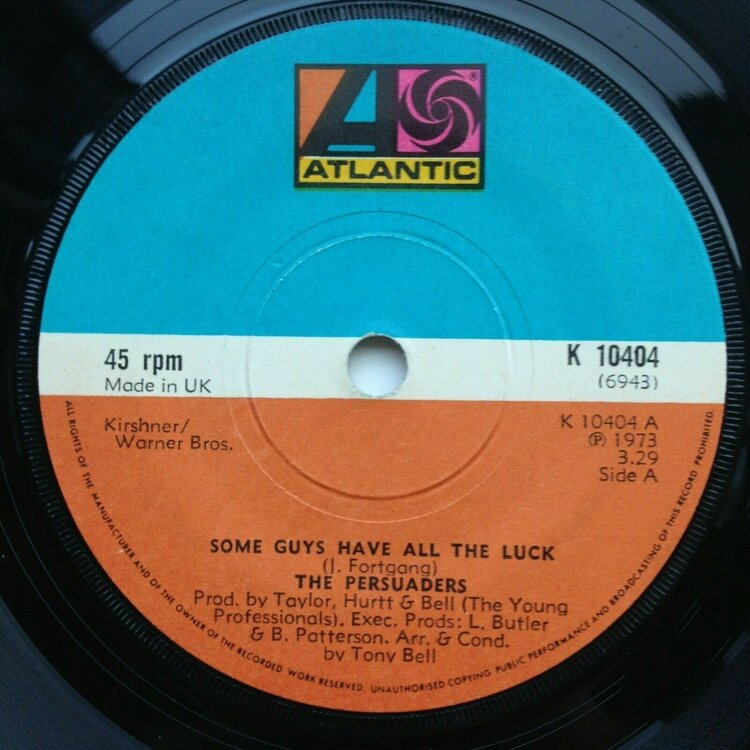 ATLANTIC
45 rpm
Made in UK
K 10404
(6943)
Kirshner/
Warner Bros.
K 10404 A
Ⓟ 1973
3.29
Side A
SOME GUYS HAVE ALL THE LUCK
(J. Fortgang)
THE PERSUADERS
Prod. by Taylor, Hurtt & Bell (The Young
Professionals). Exec. Prods: L. Butler
& B. Patterson. Arr. & Cond.
by Tony Bell
ALL RIGHTS OF THE MANUFACTURER AND OF THE OWNER OF THE RECORDED WORK RESERVED. UNAUTHORISED COPYING PUBLIC PERFORMANCE AND BROADCASTING OF THIS RECORD PROHIBITED.